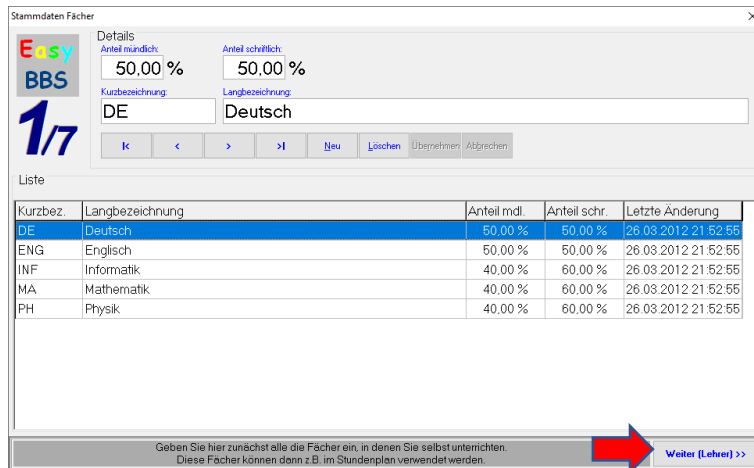 Stammdaten Fächer
Easy
BBS
1/7
Details
Anteil mündlich: Anteil schriftlich:
50,00 % 50,00 %
Kurzbezeichnung: Langbezeichnung:
DE Deutsch
Neu Löschen Übernehmen Abbrechen
Liste
Kurzbez. Langbezeichnung Anteil mdl. Anteil schr. Letzte Änderung
DE Deutsch 50,00 % 50,00 % 26.03.2012 21:52:55
ENG Englisch 50,00 % 50,00 % 26.03.2012 21:52:55
INF Informatik 40,00 % 60,00 % 26.03.2012 21:52:55
MA Mathematik 40,00 % 60,00 % 26.03.2012 21:52:55
PH Physik 40,00 % 60,00 % 26.03.2012 21:52:55
Geben Sie hier zunächst alle die Fächer ein, in denen Sie selbst unterrichten.
Diese Fächer können dann z.B. im Stundenplan verwendet werden.
Weiter (Lehrer) >>